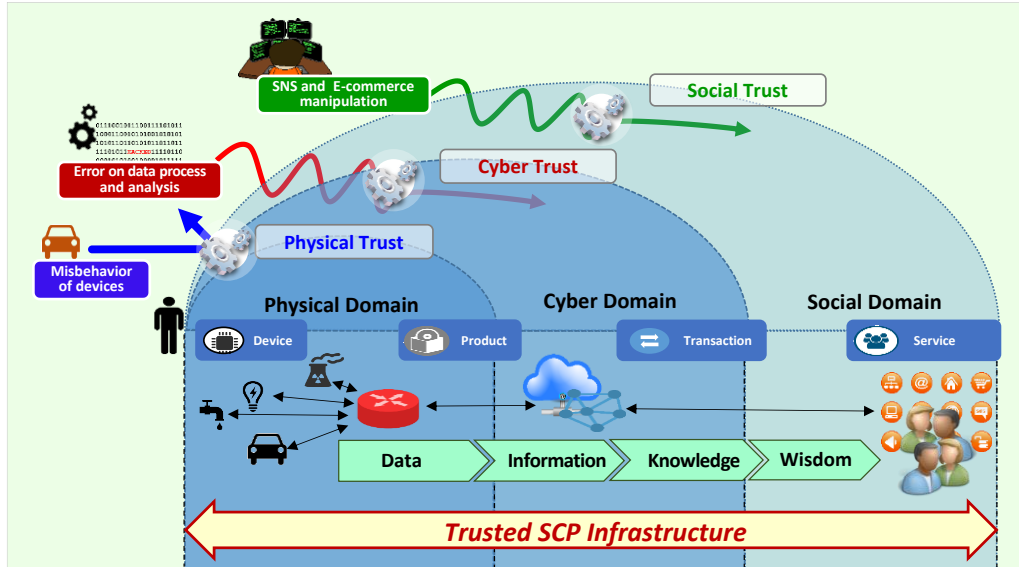 SNS and E-commerce
manipulation
Social Trust
011100100110011110101011
Error on data process
and analysis
Cyber Trust
Physical Trust
Misbehavior
of devices
Physical Domain
Cyber Domain
Social Domain
Device
Product
Transaction
Service
@
Data
Information
Knowledge
Wisdom
Trusted SCP Infrastructure